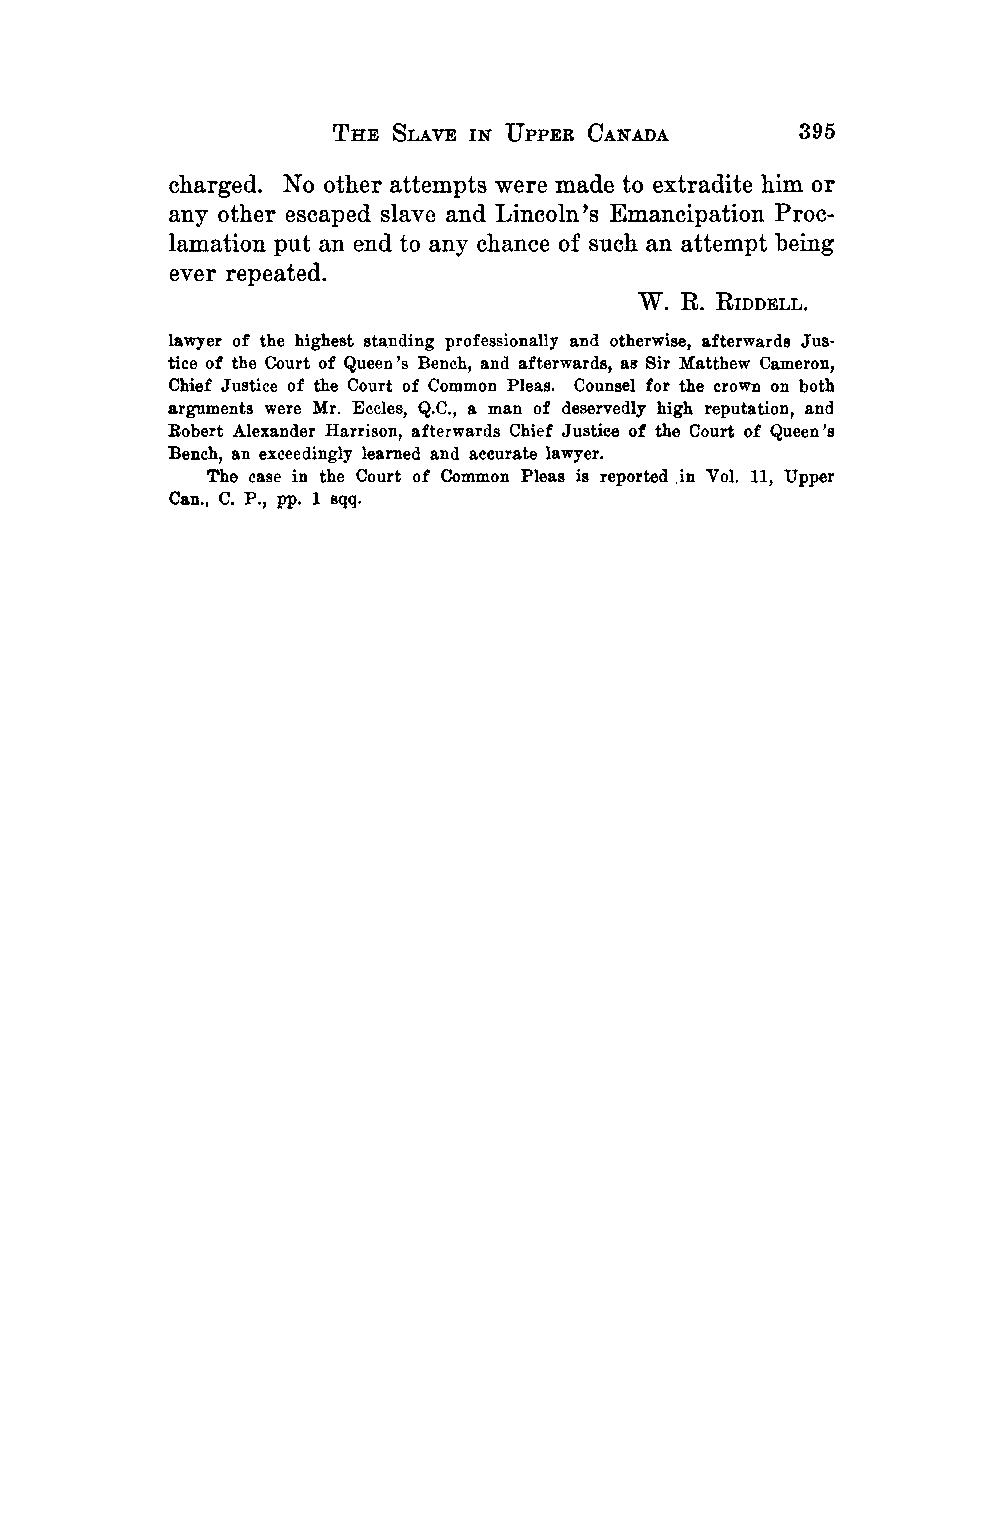 THE SLAVE IN UPPER CANADA 395
charged. No other attempts were made to extradite him or
any other escaped slave and Lincoln's Emancipation Proc-
lamation put an end to any chance of such an attempt being
ever repeated.
W. R. RIDDELL.
lawyer of the highest standing professionally and otherwise, afterwards Jus-
tice of the Court of Queen's Bench, and afterwards, as Sir Matthew Cameron,
Chief Justice of the Court of Common Pleas. Counsel for the crown on both
arguments were Mr. Eccles, Q.C., a man of deservedly high reputation, and
Robert Alexander Harrison, afterwards Chief Justice of the Court of Queen's
Bench, an exceedingly learned and accurate lawyer.
The case in the Court of Common Pleas is reported in Vol. 11, Upper
Can., C. P., pp. 1 sqq.